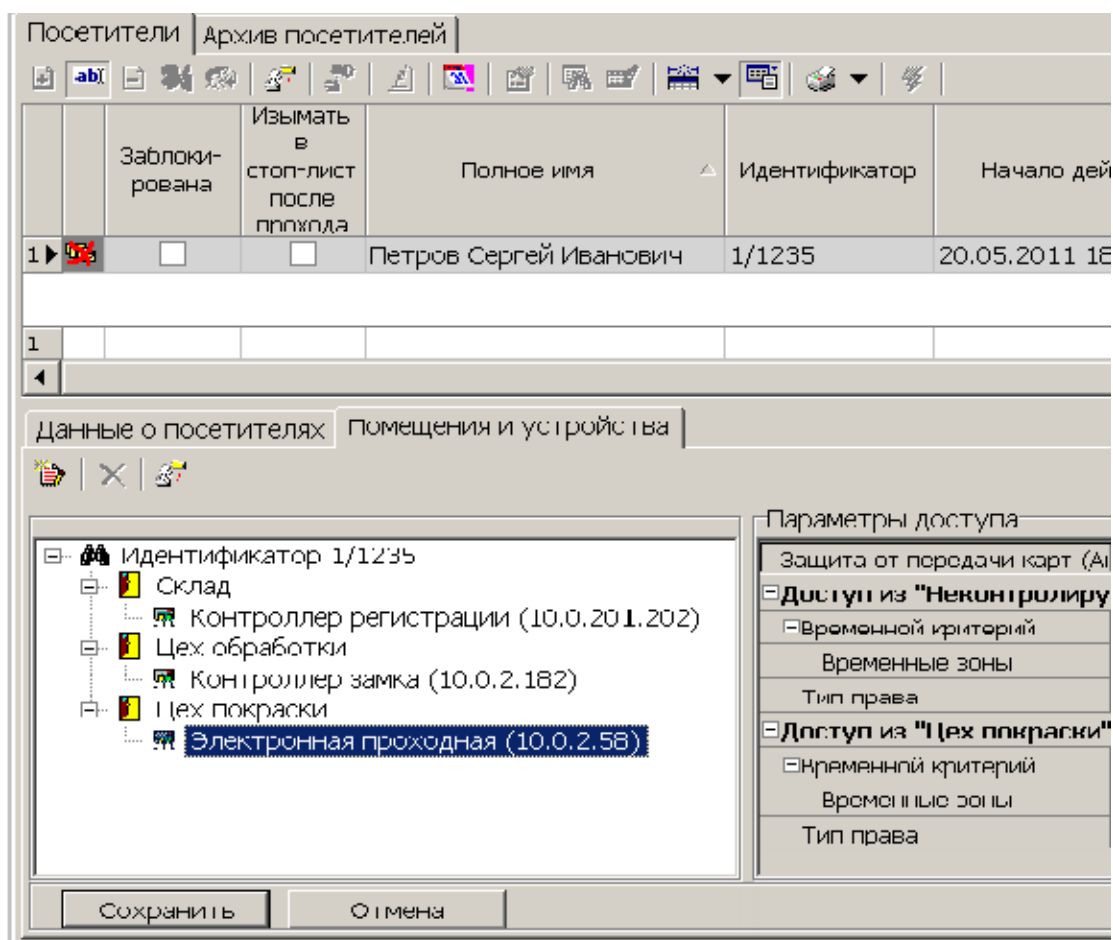 Посетители Архив посетителей
abI
Заблоки-
рована
Изымать
в
стоп-лист
после
прохода
Полное имя
Идентификатор
Начало дей
1 Петров Сергей Иванович 1/1235 20.05.2011 18
1
Данные о посетителях Помещения и устройства
Параметры доступа
Идентификатор 1/1235
Защита от передачи карт (An
Склад
Доступ из "Неконтролиру
Контроллер регистрации (10.0.201.202)
Временной критерий
Цех обработки
Временные зоны
Контроллер замка (10.0.2.182)
Тип права
Цех покраски
Доступ из "Цех покраски"
Электронная проходная (10.0.2.58)
Временной критерий
Временные зоны
Тип права
Сохранить Отмена